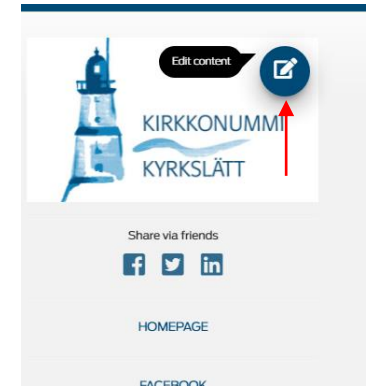 Edit content
KIRKKONUMMI
KYRKSLÄTT
Share via friends
HOMEPAGE
FACEBOOK